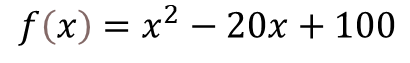 f(x) = x² − 20x + 100